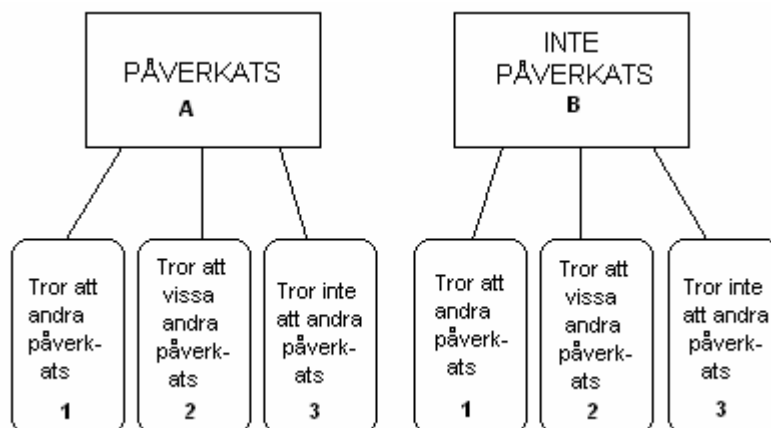 PÅVERKATS
A
INTE
PÅVERKATS
B
Tror att
andra
påverk-
ats
1
Tror att
vissa
andra
påverk-
ats
2
Tror inte
att andra
påverk-
ats
3
Tror att
andra
påverk-
ats
1
Tror att
vissa
andra
påverk-
ats
2
Tror inte
att andra
påverk-
ats
3